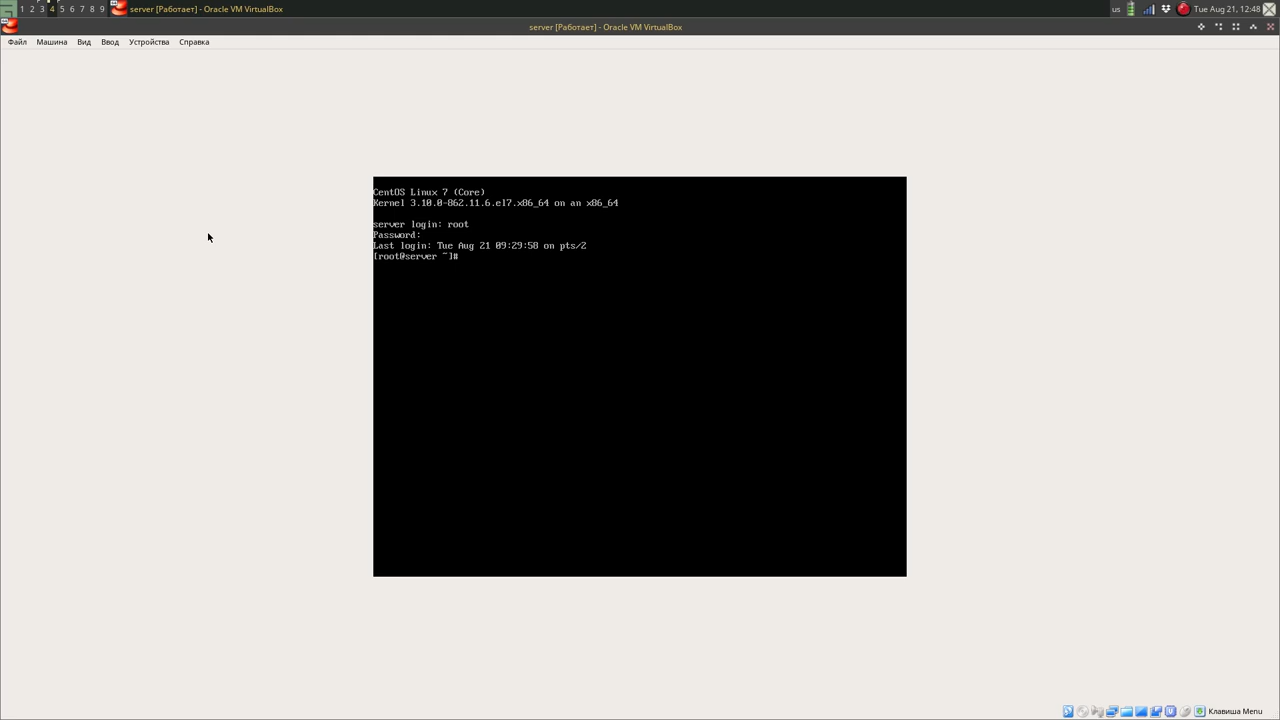 1 2 3 4 5 6 7 8 9 server [Работает] - Oracle VM VirtualBox us Tue Aug 21, 12:48
server [Работает] - Oracle VM VirtualBox
Файл Машина Вид Ввод Устройства Справка
CentOS Linux 7 (Core)
Kernel 3.10.0-862.11.6.el7.x86_64 on an x86_64
server login: root
Password:
Last login: Tue Aug 21 09:29:58 on pts/2
[root@server ~]#
Клавиша Menu